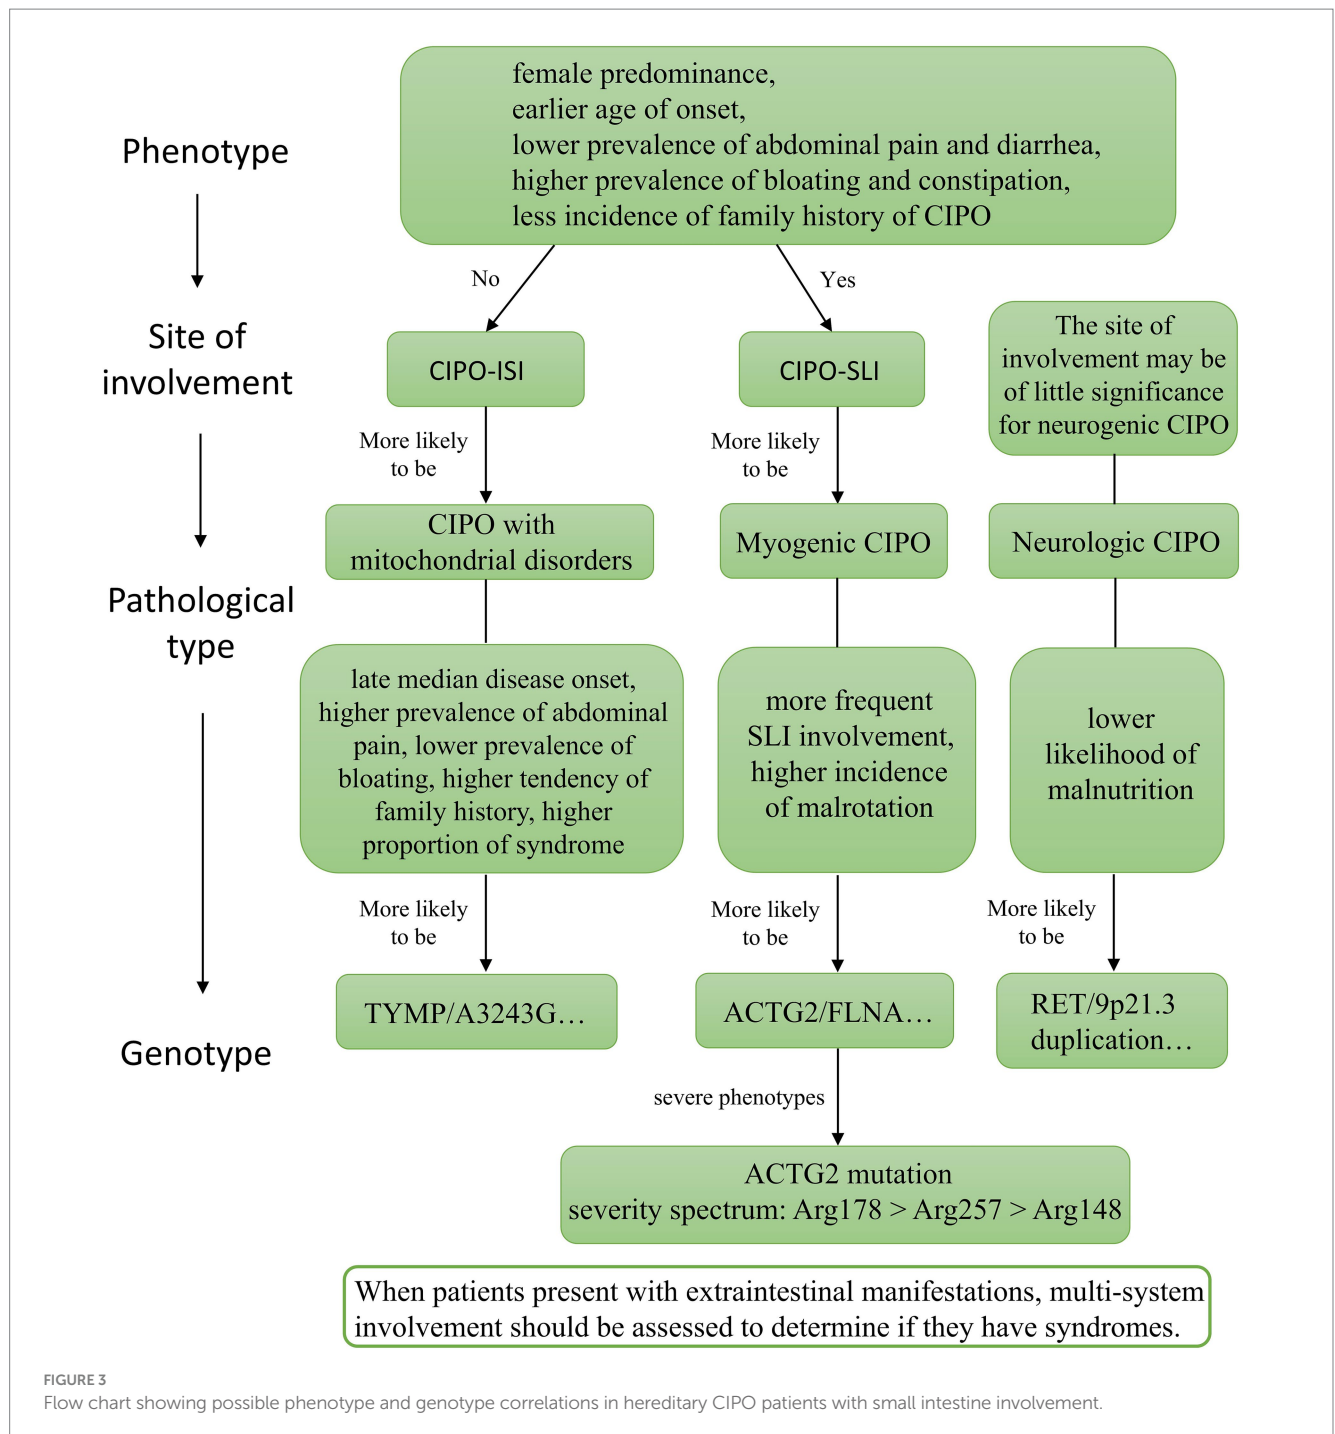 Phenotype
female predominance,
earlier age of onset,
lower prevalence of abdominal pain and diarrhea,
higher prevalence of bloating and constipation,
less incidence of family history of CIPO
No
Yes
Site of
involvement
CIPO-ISI
CIPO-SLI
The site of
involvement may be
of little significance
for neurogenic CIPO
More likely
to be
More likely
to be
Pathological
type
CIPO with
mitochondrial disorders
Myogenic CIPO
Neurologic CIPO
late median disease onset,
higher prevalence of abdominal
pain, lower prevalence of
bloating, higher tendency of
family history, higher
proportion of syndrome
more frequent
SLI involvement,
higher incidence
of malrotation
lower
likelihood of
malnutrition
More likely
to be
More likely
to be
More likely
to be
Genotype
TYMP/A3243G…
ACTG2/FLNA…
RET/9p21.3
duplication…
severe phenotypes
ACTG2 mutation
severity spectrum: Arg178 > Arg257 > Arg148
When patients present with extraintestinal manifestations, multi-system
involvement should be assessed to determine if they have syndromes.
FIGURE 3
Flow chart showing possible phenotype and genotype correlations in hereditary CIPO patients with small intestine involvement.